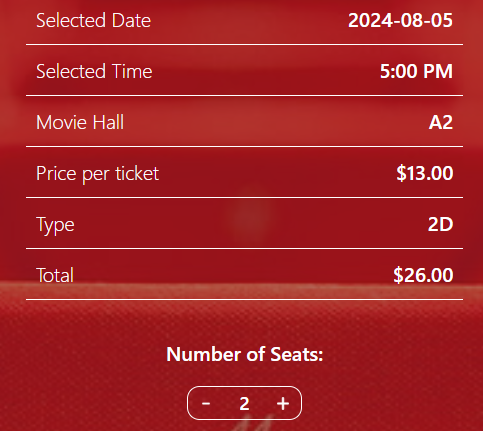 Selected Date 2024-08-05
Selected Time 5:00 PM
Movie Hall A2
Price per ticket $13.00
Type 2D
Total $26.00
Number of Seats:
- 2 +